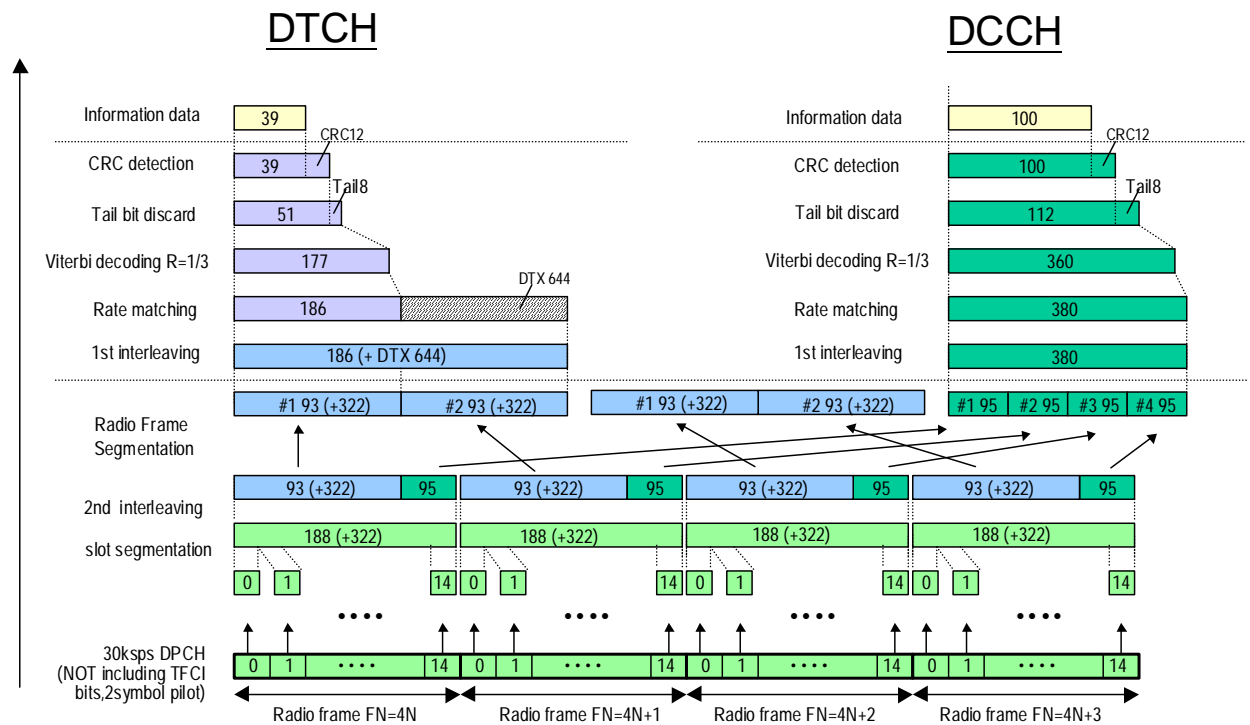 DTCH
DCCH
Information data
39
CRC12
Information data
100
CRC12
CRC detection
39
CRC detection
100
Tail8
Tail8
Tail bit discard
51
Tail bit discard
112
Viterbi decoding R=1/3
177
Viterbi decoding R=1/3
360
DTX 644
Rate matching
186
Rate matching
380
1st interleaving
186 (+ DTX 644)
1st interleaving
380
#1 93 (+322)
#2 93 (+322)
#1 93 (+322)
#2 93 (+322)
#1 95
#2 95
#3 95
#4 95
Radio Frame
Segmentation
93 (+322)
95
93 (+322)
95
93 (+322)
95
93 (+322)
95
2nd interleaving
188 (+322)
188 (+322)
188 (+322)
188 (+322)
slot segmentation
0
1
14
0
1
14
0
1
14
0
1
14
• • • •
• • • •
• • • •
• • • •
30ksps DPCH
(NOT including TFCI
bits,2symbol pilot)
0
1
• • • •
14
0
1
• • • •
14
0
1
• • • •
14
0
1
• • • •
14
Radio frame FN=4N
Radio frame FN=4N+1
Radio frame FN=4N+2
Radio frame FN=4N+3